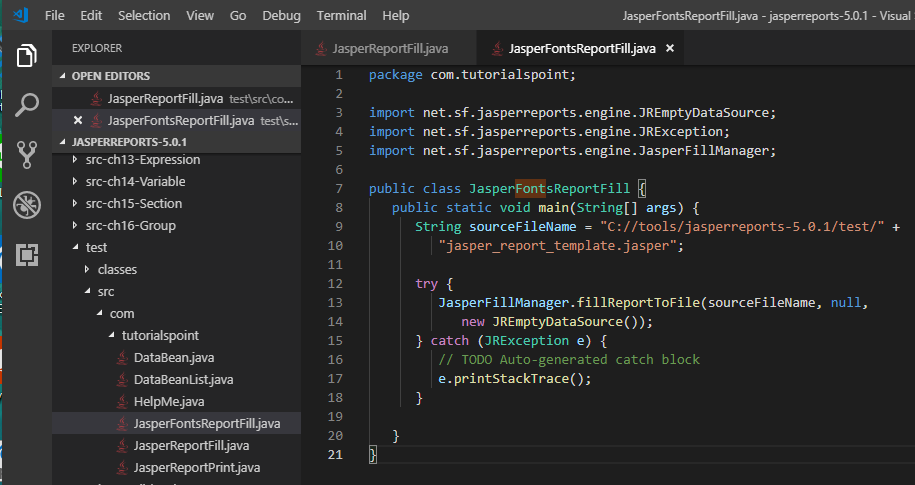 File Edit Selection View Go Debug Terminal Help JasperFontsReportFill.java - jasperreports-5.0.1 - Visual
EXPLORER
OPEN EDITORS
JasperReportFill.java test\src\co...
JasperFontsReportFill.java test\s...
JASPERREPORTS-5.0.1
src-ch13-Expression
src-ch14-Variable
src-ch15-Section
src-ch16-Group
test
classes
src
com
tutorialspoint
DataBean.java
DataBeanList.java
HelpMe.java
JasperFontsReportFill.java
JasperReportFill.java
JasperReportPrint.java
JasperReportFill.java JasperFontsReportFill.java
1 package com.tutorialspoint;
2
3 import net.sf.jasperreports.engine.JREmptyDataSource;
4 import net.sf.jasperreports.engine.JRException;
5 import net.sf.jasperreports.engine.JasperFillManager;
6
7 public class JasperFontsReportFill {
8 public static void main(String[] args) {
9 String sourceFileName = "C://tools/jasperreports-5.0.1/test/" +
10 "jasper_report_template.jasper";
11
12 try {
13 JasperFillManager.fillReportToFile(sourceFileName, null,
14 new JREmptyDataSource());
15 } catch (JRException e) {
16 // TODO Auto-generated catch block
17 e.printStackTrace();
18 }
19
20 }
21 }